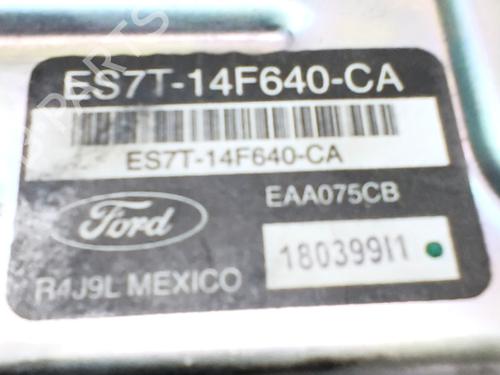 ES7T-14F640-CA
ES7T-14F640-CA
Ford
EAA075CB
180399I1
R4J9L MEXICO